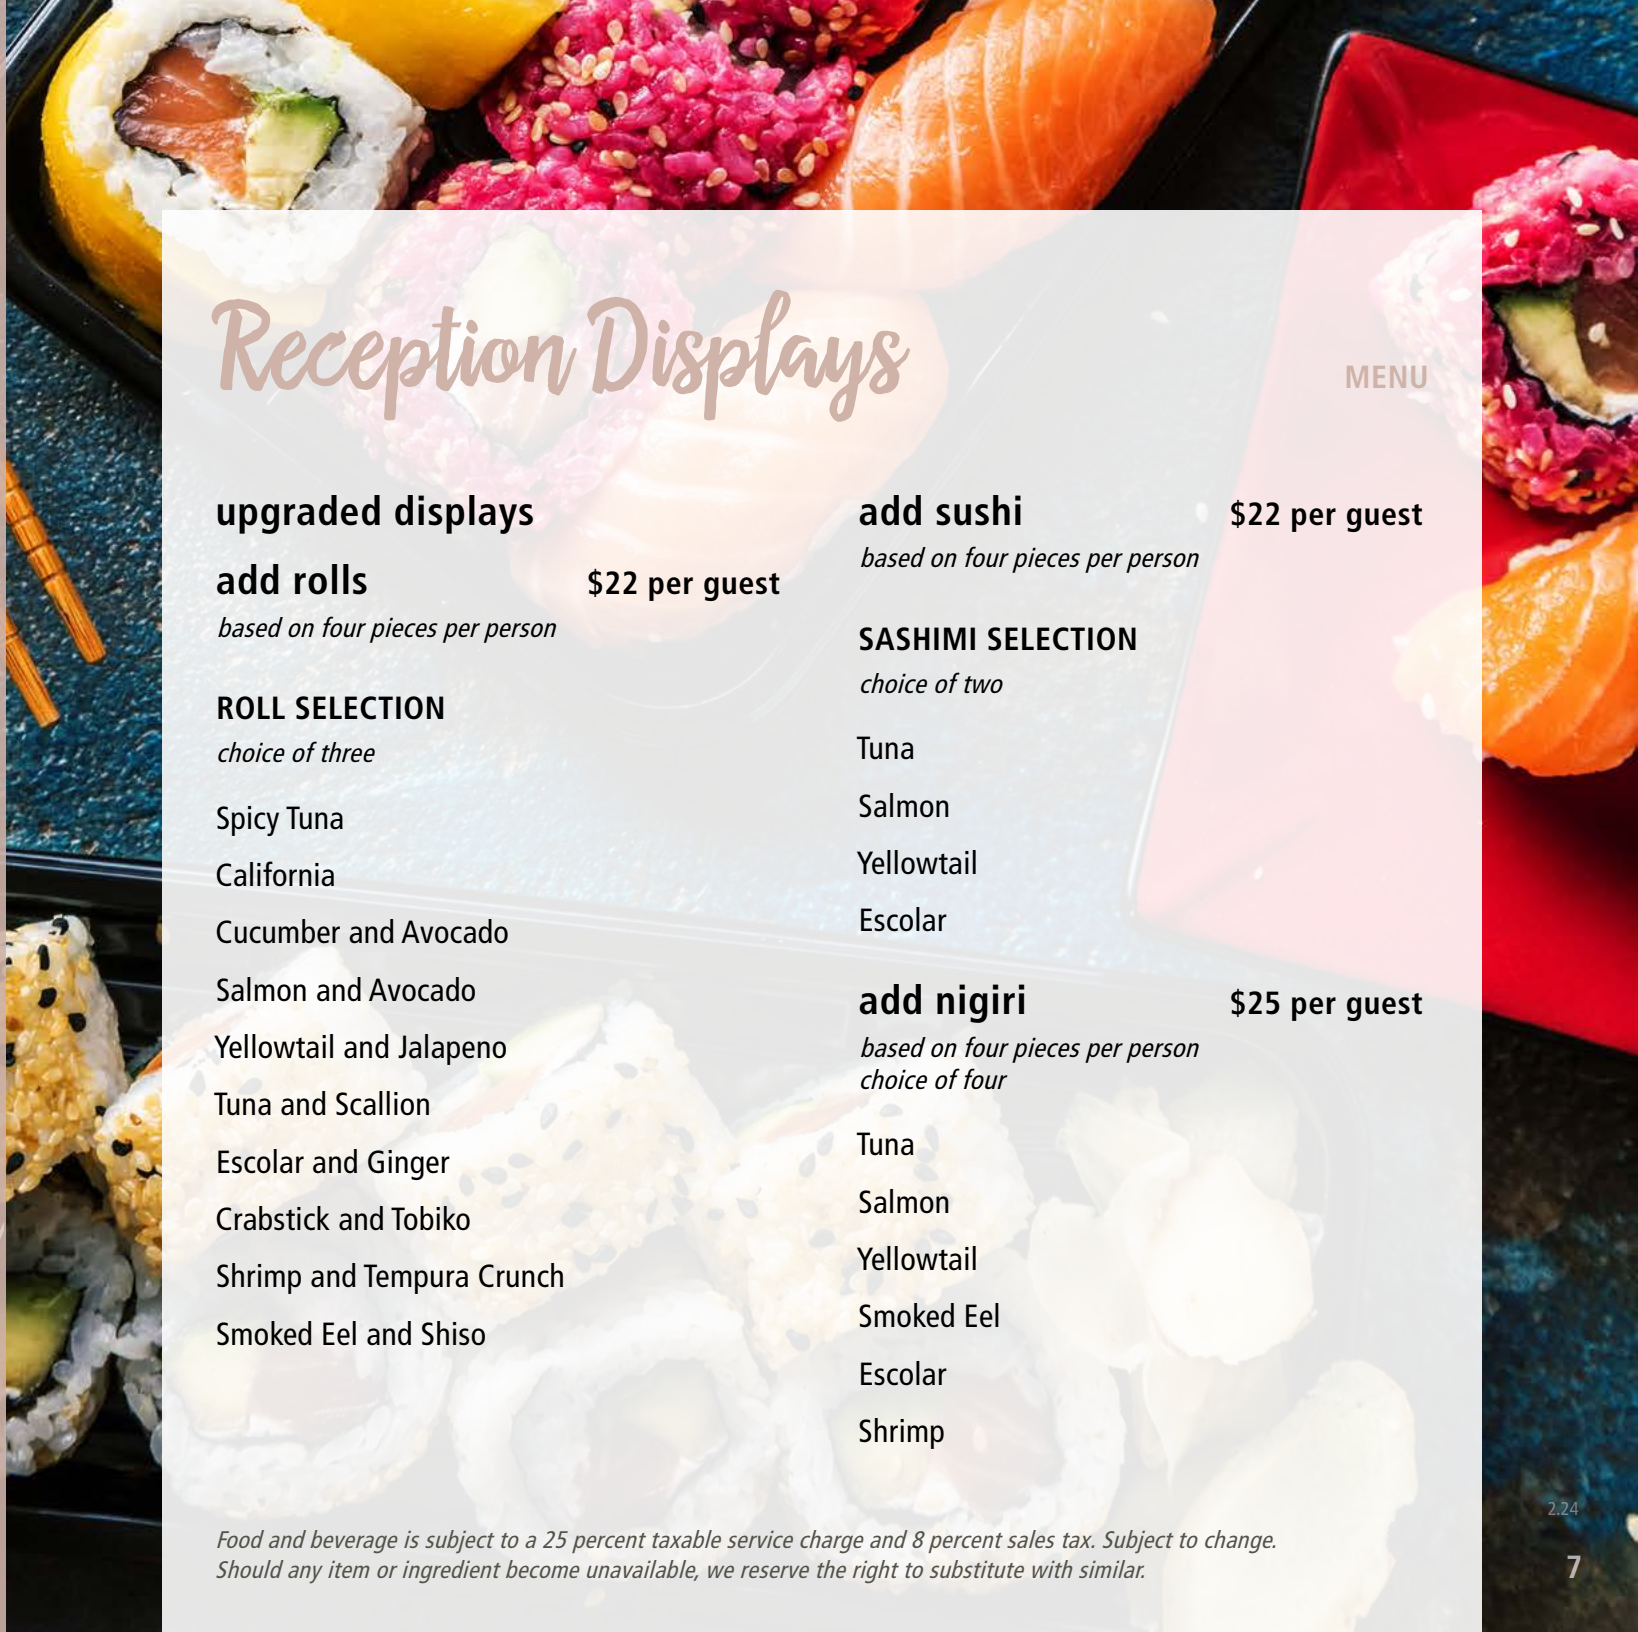 Reception Displays
MENU
upgraded displays
add rolls $22 per guest
based on four pieces per person
ROLL SELECTION
choice of three
Spicy Tuna
California
Cucumber and Avocado
Salmon and Avocado
Yellowtail and Jalapeno
Tuna and Scallion
Escolar and Ginger
Crabstick and Tobiko
Shrimp and Tempura Crunch
Smoked Eel and Shiso
add sushi $22 per guest
based on four pieces per person
SASHIMI SELECTION
choice of two
Tuna
Salmon
Yellowtail
Escolar
add nigiri $25 per guest
based on four pieces per person
choice of four
Tuna
Salmon
Yellowtail
Smoked Eel
Escolar
Shrimp
Food and beverage is subject to a 25 percent taxable service charge and 8 percent sales tax. Subject to change.
Should any item or ingredient become unavailable, we reserve the right to substitute with similar.
2.24
7